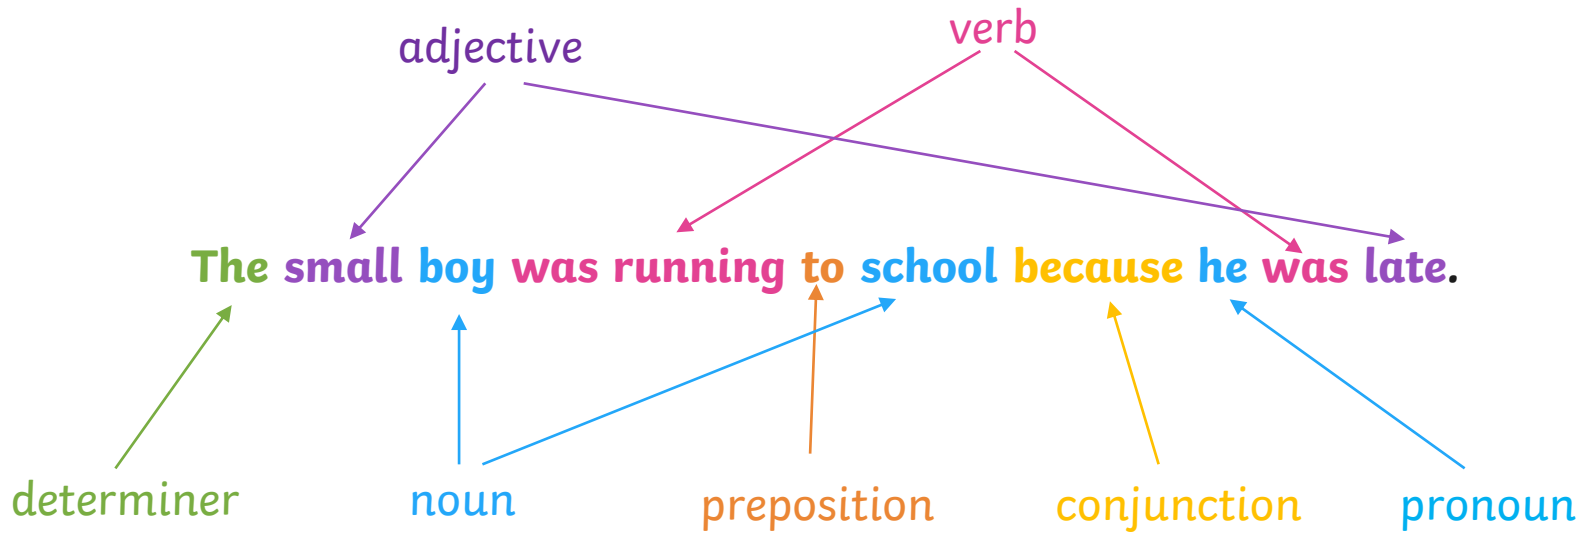 adjective verb
The small boy was running to school because he was late.
determiner noun preposition conjunction pronoun